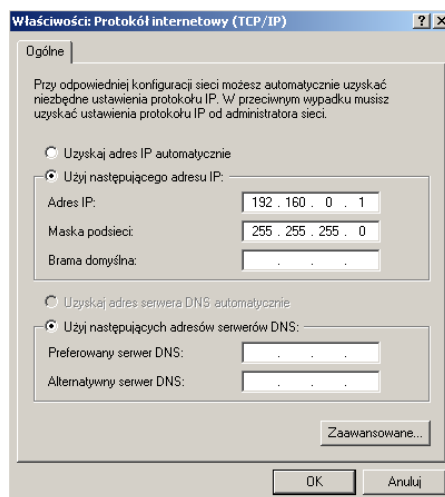 Właściwości: Protokół internetowy (TCP/IP)
Ogólne
Przy odpowiedniej konfiguracji sieci możesz automatycznie uzyskać
niezbędne ustawienia protokołu IP. W przeciwnym wypadku musisz
uzyskać ustawienia protokołu IP od administratora sieci.
Uzyskaj adres IP automatycznie
Użyj następującego adresu IP:
Adres IP: 192 . 160 . 0 . 1
Maska podsieci: 255 . 255 . 255 . 0
Brama domyślna: . . .
Uzyskaj adres serwera DNS automatycznie
Użyj następujących adresów serwerów DNS:
Preferowany serwer DNS: . . .
Alternatywny serwer DNS: . . .
Zaawansowane...
OK Anuluj